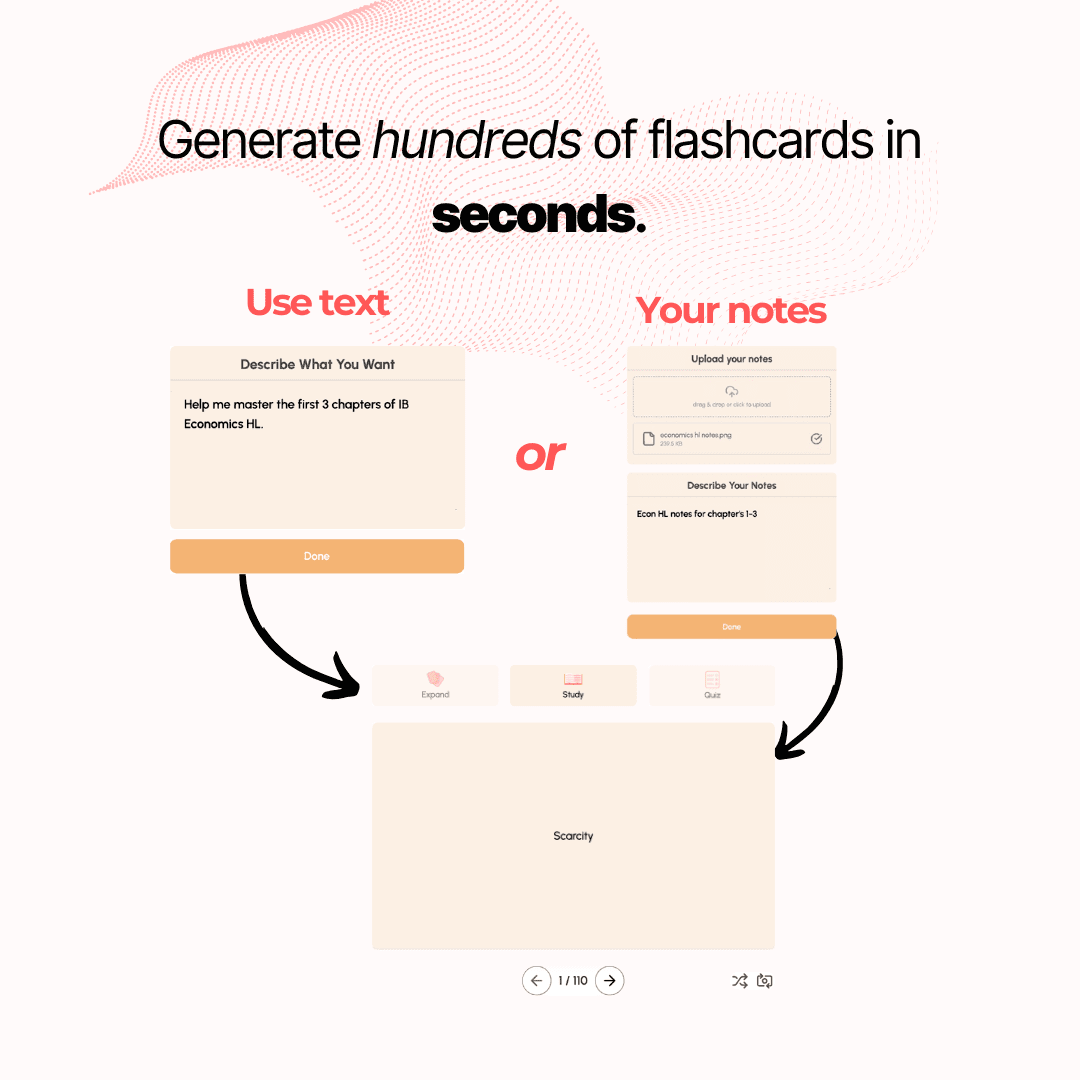 Generate hundreds of flashcards in
seconds.
Use text
Describe What You Want
Help me master the first 3 chapters of IB
Economics HL.
Done
or
Your notes
Upload your notes
drag & drop or click to upload
economics hl notes.png
239.5 KB
Describe Your Notes
Econ HL notes for chapter's 1-3
Done
Expand
Study
Quiz
Scarcity
1 / 110